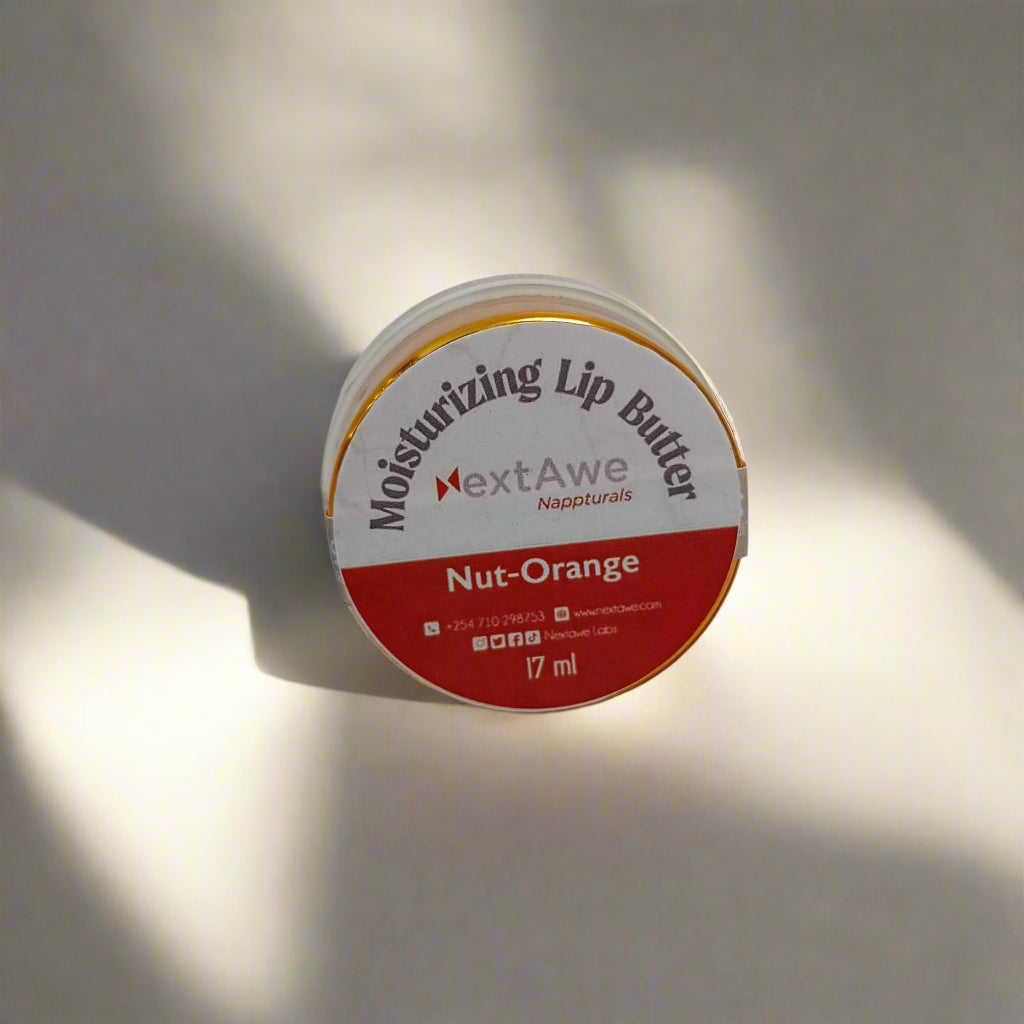 Moisturizing Lip Butter
NextAwe
Nappturals
Nut-Orange
+254 710 298753 www.nextawe.com
Nextawe Labs
17 ml